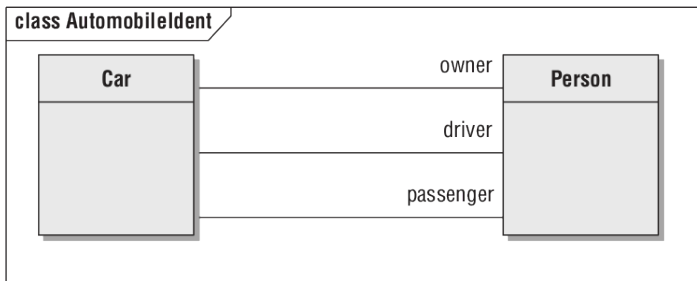 class AutomobileIdent
Car
owner
Person
driver
passenger